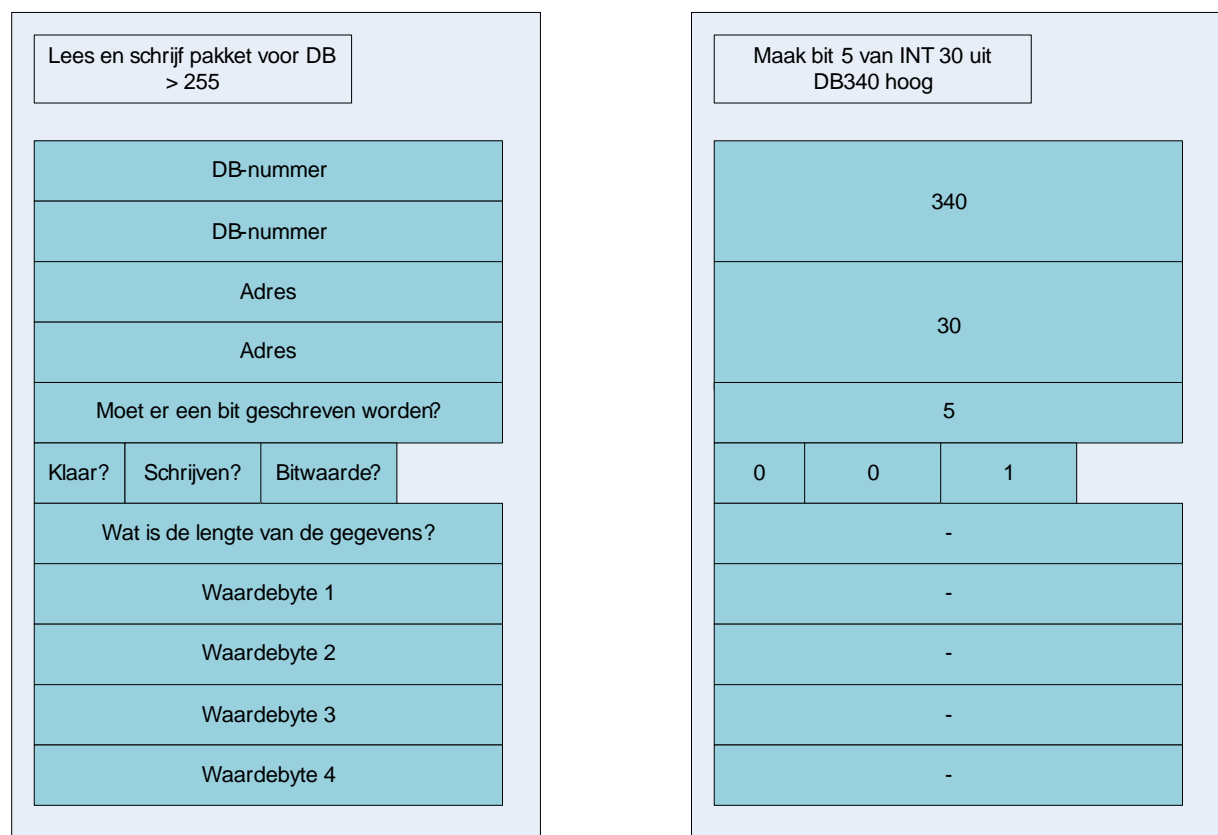 Lees en schrijf pakket voor DB
> 255
DB-nummer
DB-nummer
Adres
Adres
Moet er een bit geschreven worden?
Klaar? Schrijven? Bitwaarde?
Wat is de lengte van de gegevens?
Waardebyte 1
Waardebyte 2
Waardebyte 3
Waardebyte 4
Maak bit 5 van INT 30 uit
DB340 hoog
340
30
5
0 0 1
-
-
-
-
-